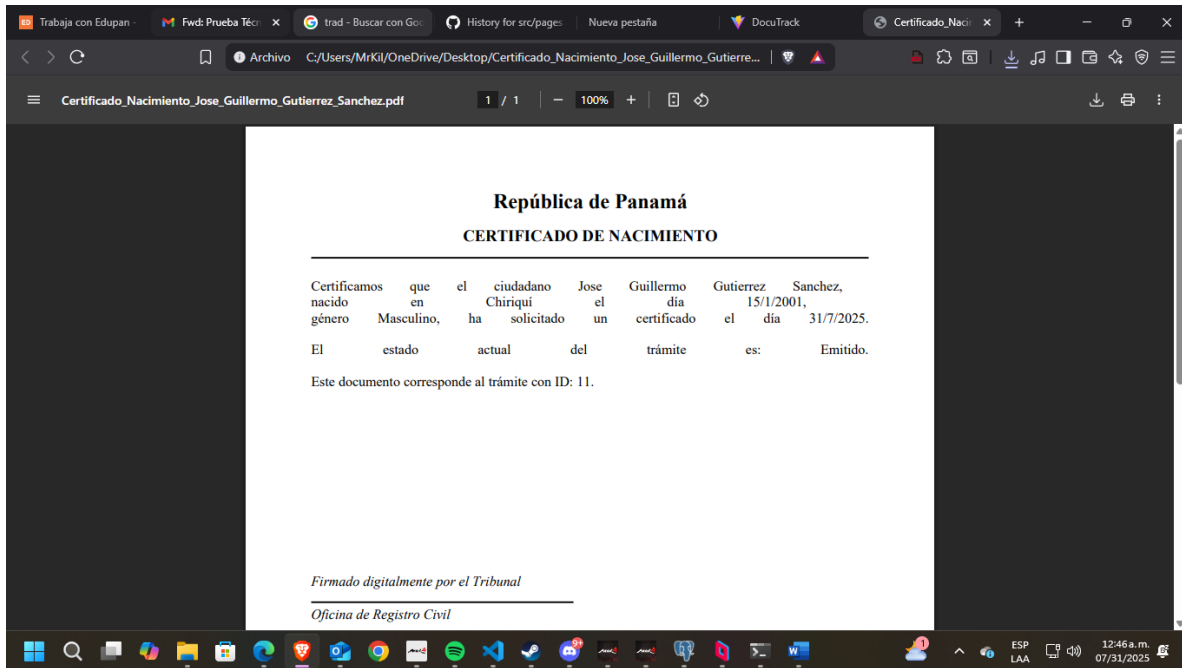 Trabaja con Edupan -
Fwd: Prueba Técn
trad - Buscar con Goo
History for src/pages
Nueva pestaña
DocuTrack
Certificado_Nacir
Archivo C:/Users/MrKil/OneDrive/Desktop/Certificado_Nacimiento_Jose_Guillermo_Gutierre...
Certificado_Nacimiento_Jose_Guillermo_Gutierrez_Sanchez.pdf
1 / 1
100%
República de Panamá
CERTIFICADO DE NACIMIENTO
Certificamos que el ciudadano Jose Guillermo Gutierrez Sanchez,
nacido en Chiriquí el día 15/1/2001,
género Masculino, ha solicitado un certificado el día 31/7/2025.
El estado actual del trámite es: Emitido.
Este documento corresponde al trámite con ID: 11.
Firmado digitalmente por el Tribunal
Oficina de Registro Civil
ESP
LAA
12:46 a. m.
07/31/2025